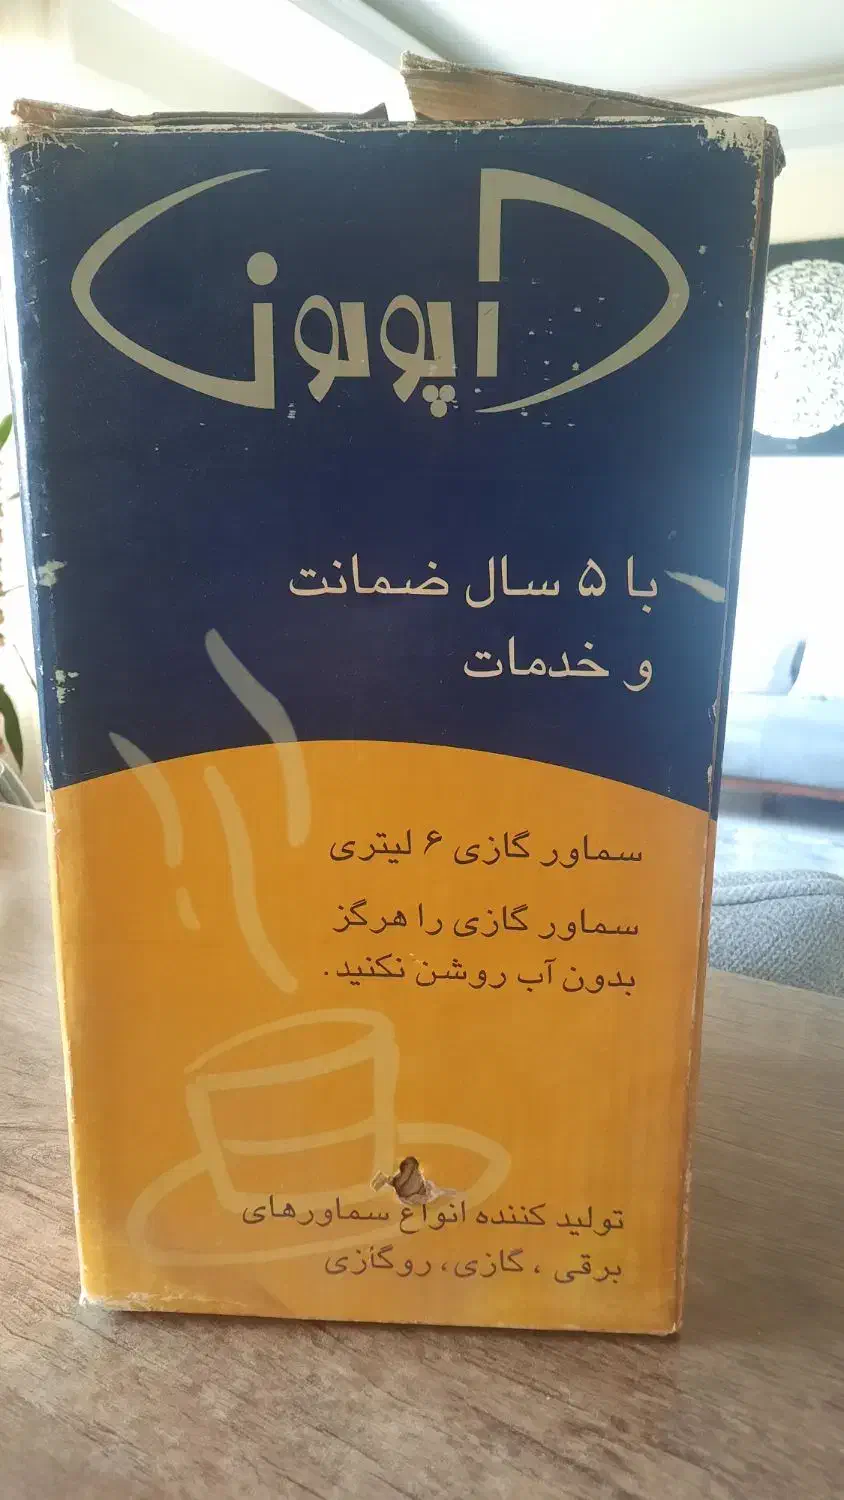 آپولون
با ۵ سال ضمانت
و خدمات
سماور گازی ۶ لیتری
سماور گازی را هرگز
بدون آب روشن نکنید.
تولید کننده انواع سماورهای
برقی ، گازی، روگازی